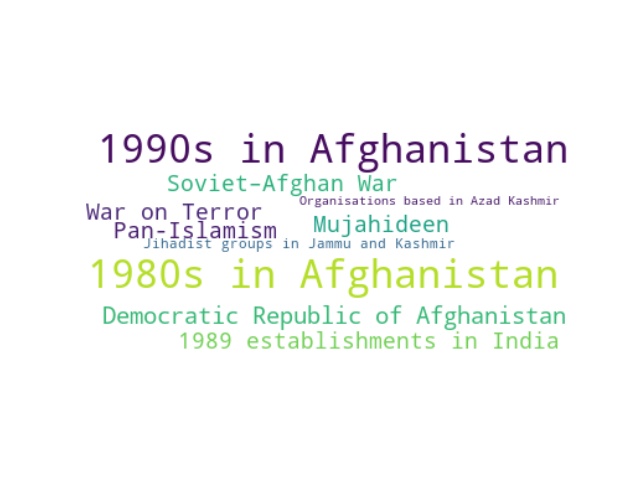 1990s in Afghanistan
Soviet–Afghan War
Organisations based in Azad Kashmir
War on Terror
Mujahideen
Pan-Islamism
Jihadist groups in Jammu and Kashmir
1980s in Afghanistan
Democratic Republic of Afghanistan
1989 establishments in India